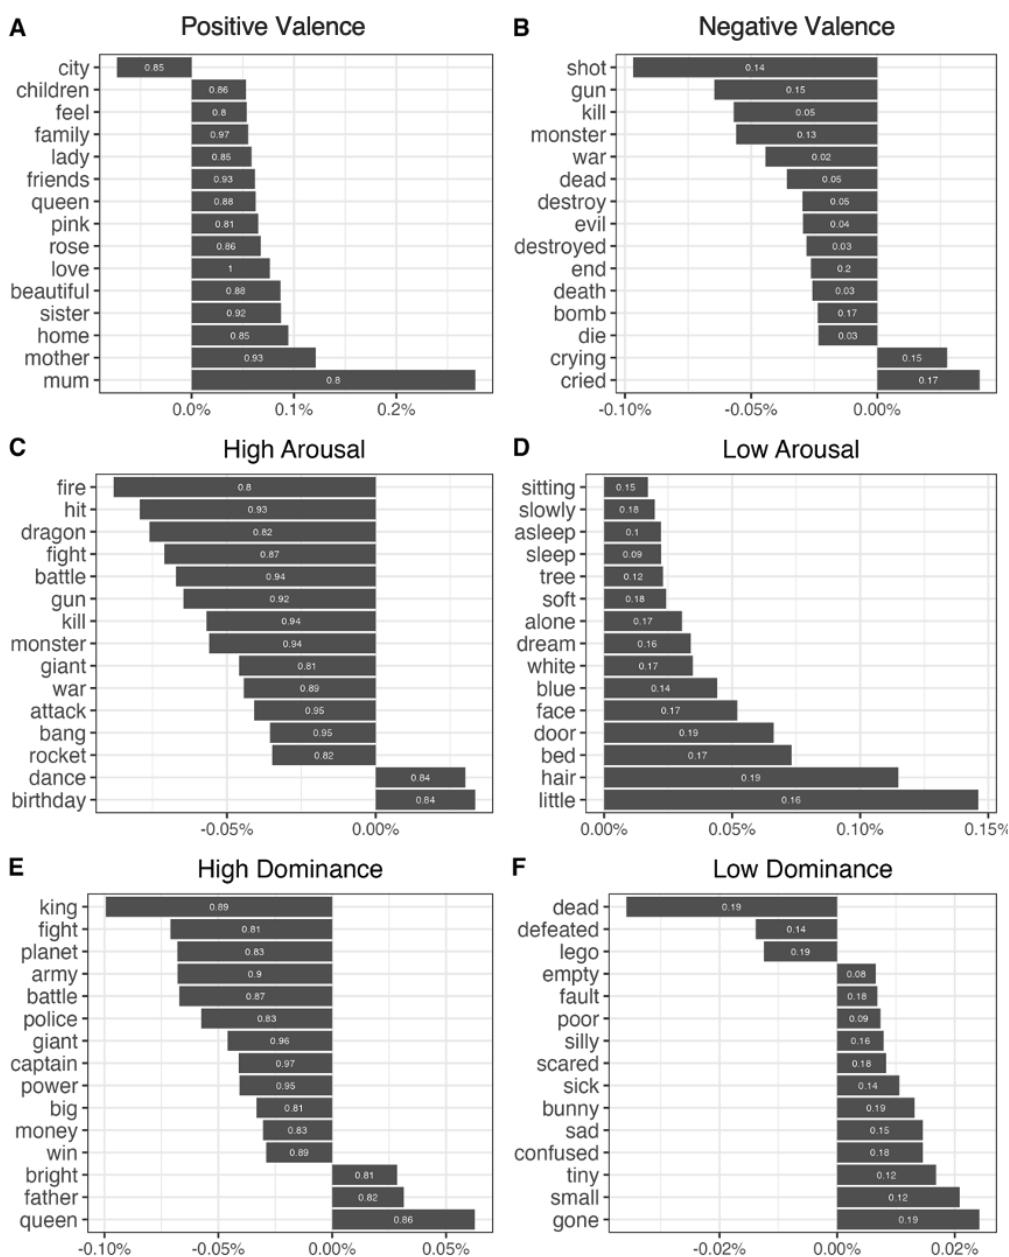 A Positive Valence
city 0.85
children 0.86
feel 0.8
family 0.97
lady 0.85
friends 0.93
queen 0.88
pink 0.81
rose 0.86
love 1
beautiful 0.88
sister 0.92
home 0.85
mother 0.93
mum 0.8
0.0% 0.1% 0.2%
B Negative Valence
shot 0.14
gun 0.15
kill 0.05
monster 0.13
war 0.02
dead 0.05
destroy 0.05
evil 0.04
destroyed 0.03
end 0.2
death 0.03
bomb 0.17
die 0.03
crying 0.15
cried 0.17
-0.10% -0.05% 0.00%
C High Arousal
fire 0.8
hit 0.93
dragon 0.82
fight 0.87
battle 0.94
gun 0.92
kill 0.94
monster 0.94
giant 0.81
war 0.89
attack 0.95
bang 0.95
rocket 0.82
dance 0.84
birthday 0.84
-0.05% 0.00%
D Low Arousal
sitting 0.15
slowly 0.18
asleep 0.1
sleep 0.09
tree 0.12
soft 0.18
alone 0.17
dream 0.16
white 0.17
blue 0.14
face 0.17
door 0.19
bed 0.17
hair 0.19
little 0.16
0.00% 0.05% 0.10% 0.15%
E High Dominance
king 0.89
fight 0.81
planet 0.83
army 0.9
battle 0.87
police 0.83
giant 0.96
captain 0.97
power 0.95
big 0.81
money 0.83
win 0.89
bright 0.81
father 0.82
queen 0.86
-0.10% -0.05% 0.00% 0.05%
F Low Dominance
dead 0.19
defeated 0.14
lego 0.19
empty 0.08
fault 0.18
poor 0.09
silly 0.16
scared 0.18
sick 0.14
bunny 0.19
sad 0.15
confused 0.18
tiny 0.12
small 0.12
gone 0.19
-0.02% 0.00% 0.02%